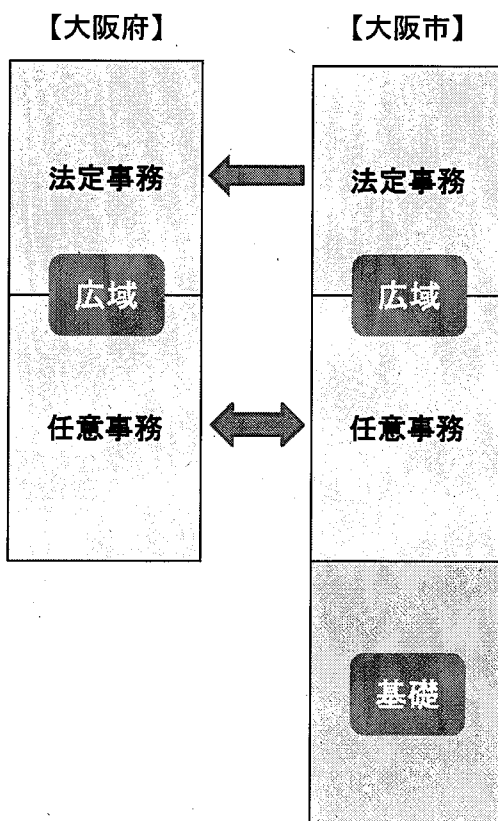 【大阪府】
【大阪市】
法定事務
法定事務
広域
広域
任意事務
任意事務
基礎